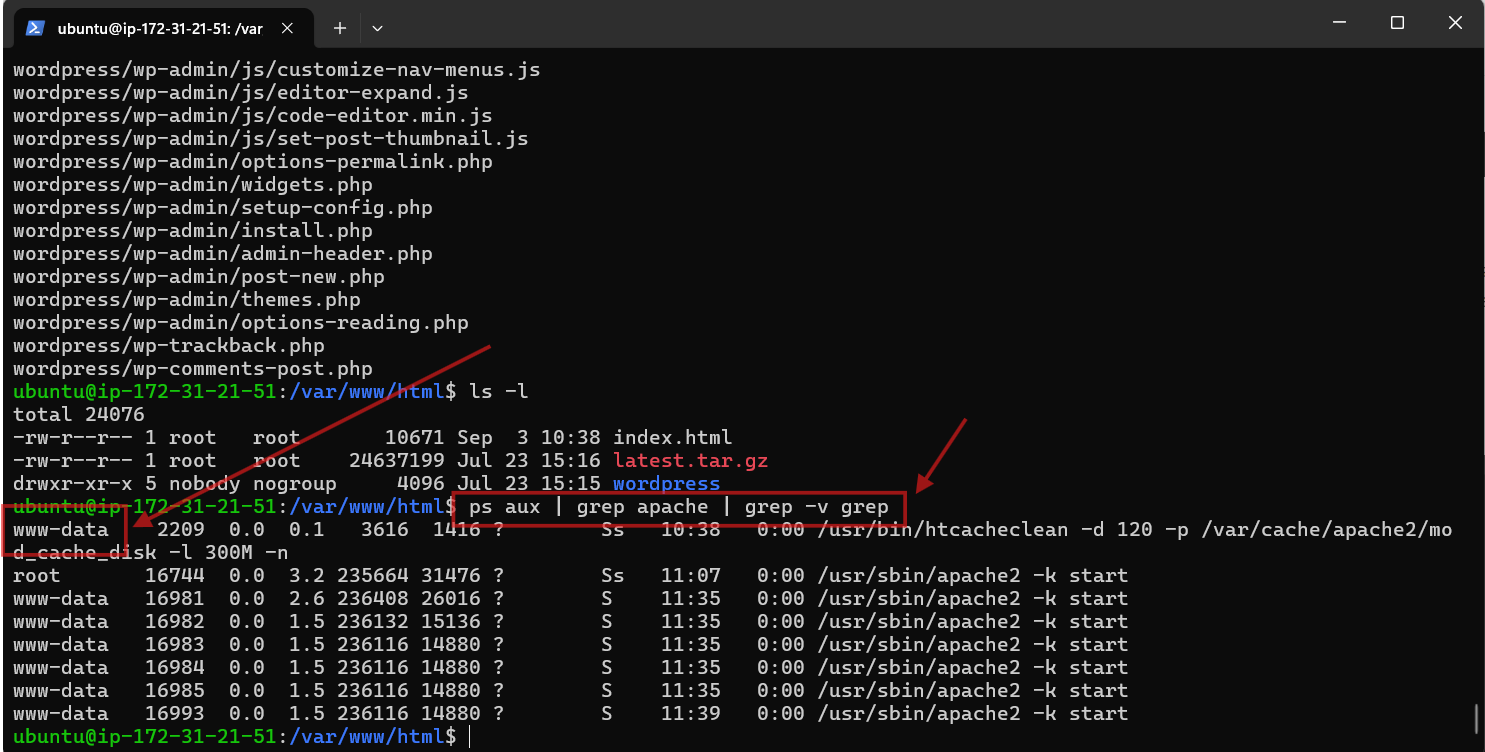 ubuntu@ip-172-31-21-51: /var
wordpress/wp-admin/js/customize-nav-menus.js
wordpress/wp-admin/js/editor-expand.js
wordpress/wp-admin/js/code-editor.min.js
wordpress/wp-admin/js/set-post-thumbnail.js
wordpress/wp-admin/options-permalink.php
wordpress/wp-admin/widgets.php
wordpress/wp-admin/setup-config.php
wordpress/wp-admin/install.php
wordpress/wp-admin/admin-header.php
wordpress/wp-admin/post-new.php
wordpress/wp-admin/themes.php
wordpress/wp-admin/options-reading.php
wordpress/wp-trackback.php
wordpress/wp-comments-post.php
ubuntu@ip-172-31-21-51:/var/www/html$ ls -l
total 24076
-rw-r--r-- 1 root   root       10671 Sep  3 10:38 index.html
-rw-r--r-- 1 root   root    24637199 Jul 23 15:16 latest.tar.gz
drwxr-xr-x 5 nobody nogroup     4096 Jul 23 15:15 wordpress
ubuntu@ip-172-31-21-51:/var/www/html$ ps aux | grep apache | grep -v grep
www-data    2209  0.0  0.1   3616  1416 ?        Ss   10:38   0:00 /usr/bin/htcacheclean -d 120 -p /var/cache/apache2/mo
d_cache_disk -l 300M -n
root       16744  0.0  3.2 235664 31476 ?        Ss   11:07   0:00 /usr/sbin/apache2 -k start
www-data   16981  0.0  2.6 236408 26016 ?        S    11:35   0:00 /usr/sbin/apache2 -k start
www-data   16982  0.0  1.5 236132 15136 ?        S    11:35   0:00 /usr/sbin/apache2 -k start
www-data   16983  0.0  1.5 236116 14880 ?        S    11:35   0:00 /usr/sbin/apache2 -k start
www-data   16984  0.0  1.5 236116 14880 ?        S    11:35   0:00 /usr/sbin/apache2 -k start
www-data   16985  0.0  1.5 236116 14880 ?        S    11:35   0:00 /usr/sbin/apache2 -k start
www-data   16993  0.0  1.5 236116 14880 ?        S    11:39   0:00 /usr/sbin/apache2 -k start
ubuntu@ip-172-31-21-51:/var/www/html$